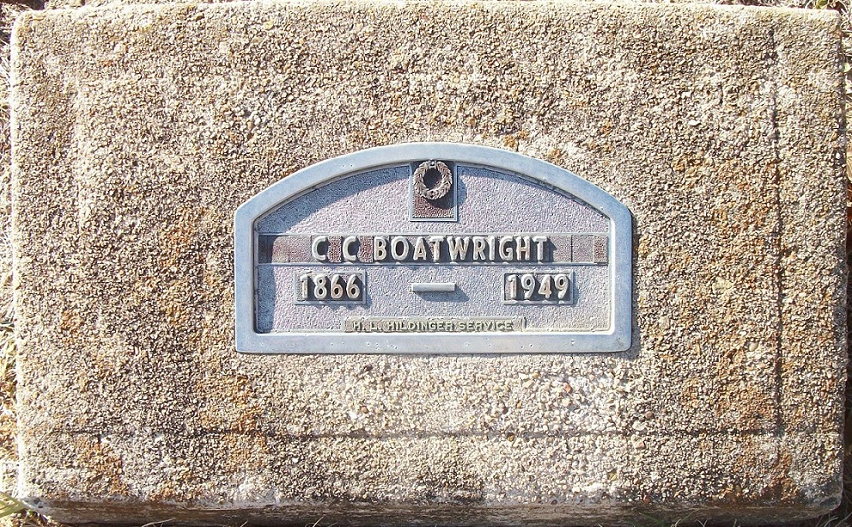 C C BOATWRIGHT
1866 — 1949
H. L. HILDINGER SERVICE